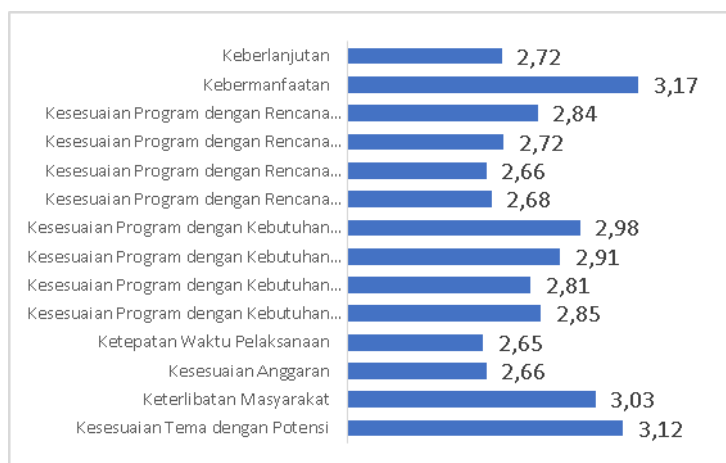 Keberlanjutan 2,72
Kebermanfaatan 3,17
Kesesuaian Program dengan Rencana... 2,84
Kesesuaian Program dengan Rencana... 2,72
Kesesuaian Program dengan Rencana... 2,66
Kesesuaian Program dengan Rencana... 2,68
Kesesuaian Program dengan Kebutuhan... 2,98
Kesesuaian Program dengan Kebutuhan... 2,91
Kesesuaian Program dengan Kebutuhan... 2,81
Kesesuaian Program dengan Kebutuhan... 2,85
Ketepatan Waktu Pelaksanaan 2,65
Kesesuaian Anggaran 2,66
Keterlibatan Masyarakat 3,03
Kesesuaian Tema dengan Potensi 3,12